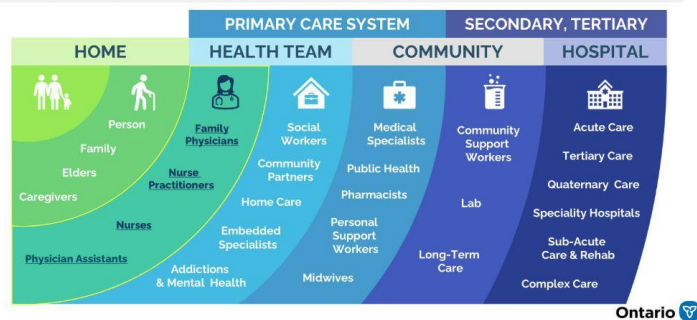 PRIMARY CARE SYSTEM
SECONDARY, TERTIARY
HOME
HEALTH TEAM
COMMUNITY
HOSPITAL
Person
Family
Elders
Caregivers
Family
Physicians
Nurse
Practitioners
Nurses
Physician Assistants
Social
Workers
Community
Partners
Home Care
Embedded
Specialists
Addictions
& Mental Health
Medical
Specialists
Public Health
Pharmacists
Personal
Support
Workers
Midwives
Community
Support
Workers
Lab
Long-Term
Care
Acute Care
Tertiary Care
Quaternary Care
Speciality Hospitals
Sub-Acute
Care & Rehab
Complex Care
Ontario